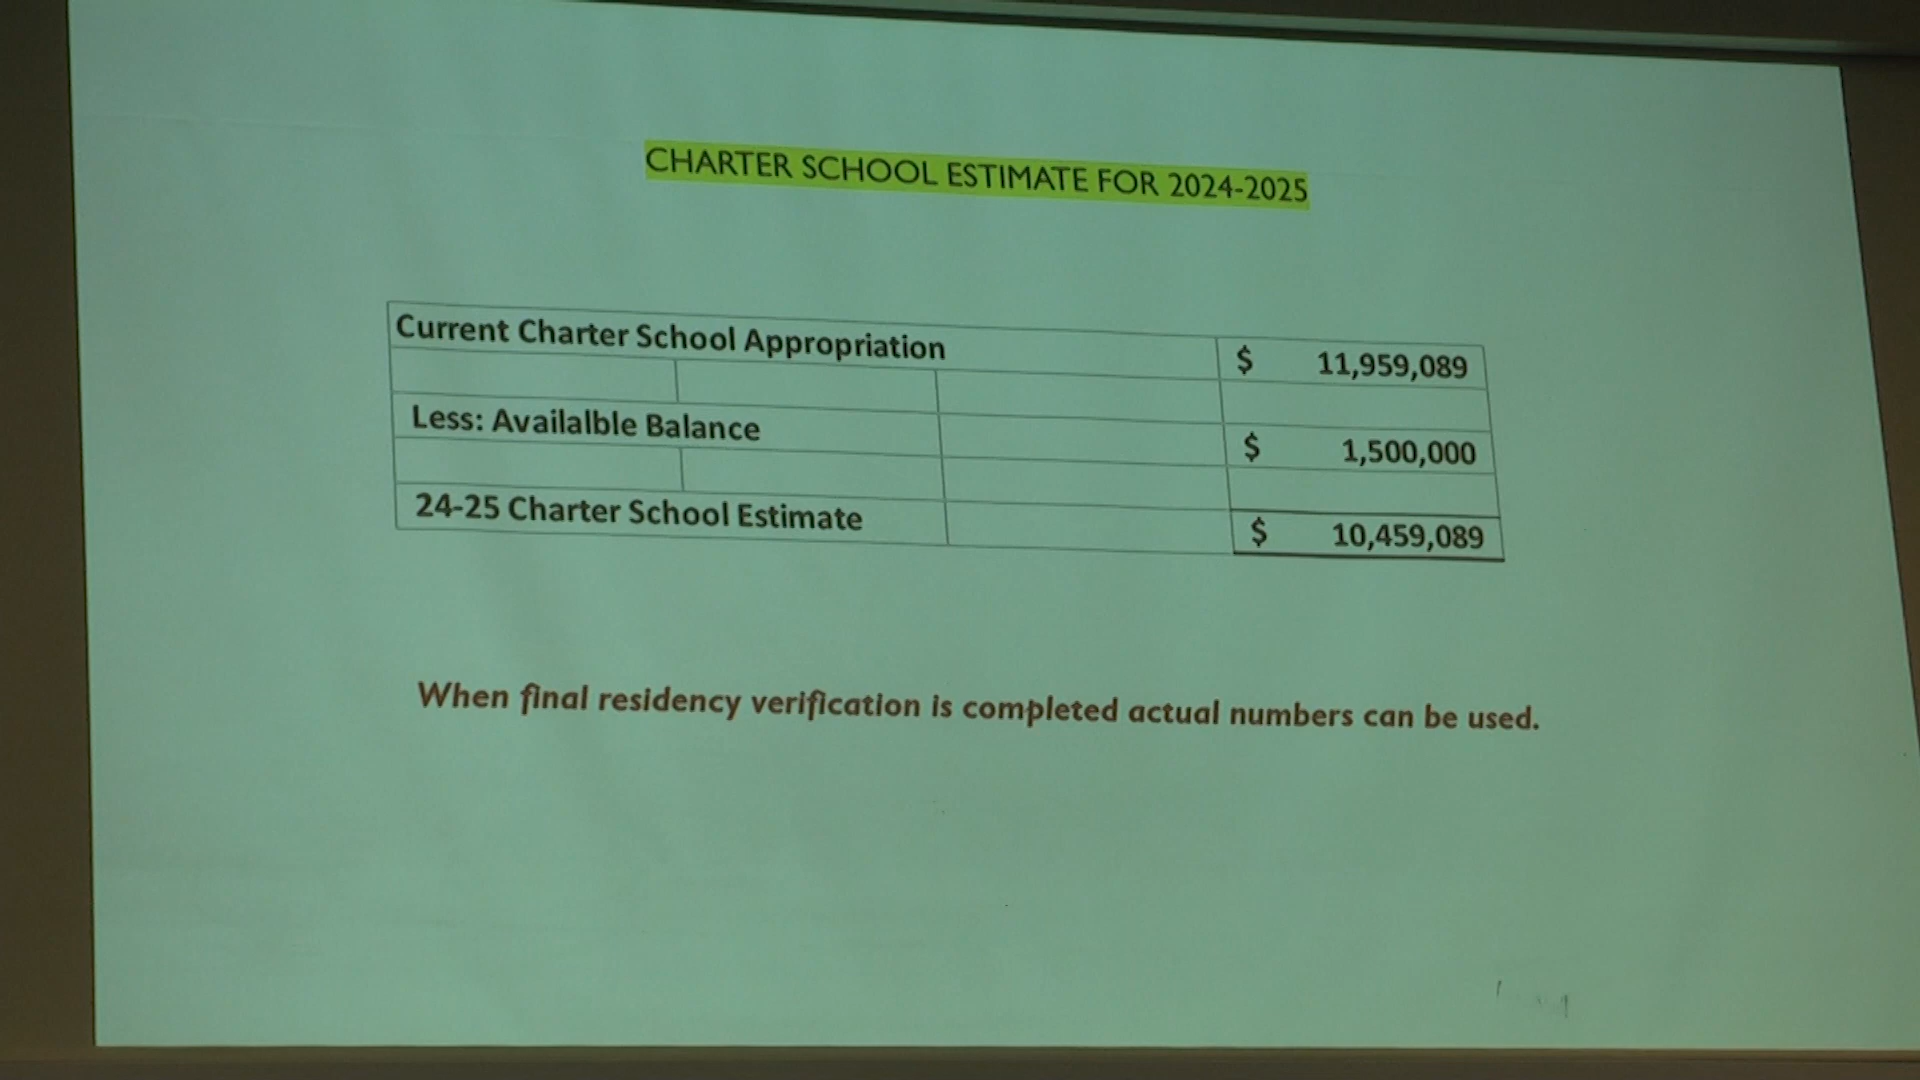 CHARTER SCHOOL ESTIMATE FOR 2024-2025
Current Charter School Appropriation $ 11,959,089
Less: Availalble Balance $ 1,500,000
24-25 Charter School Estimate $ 10,459,089
When final residency verification is completed actual numbers can be used.